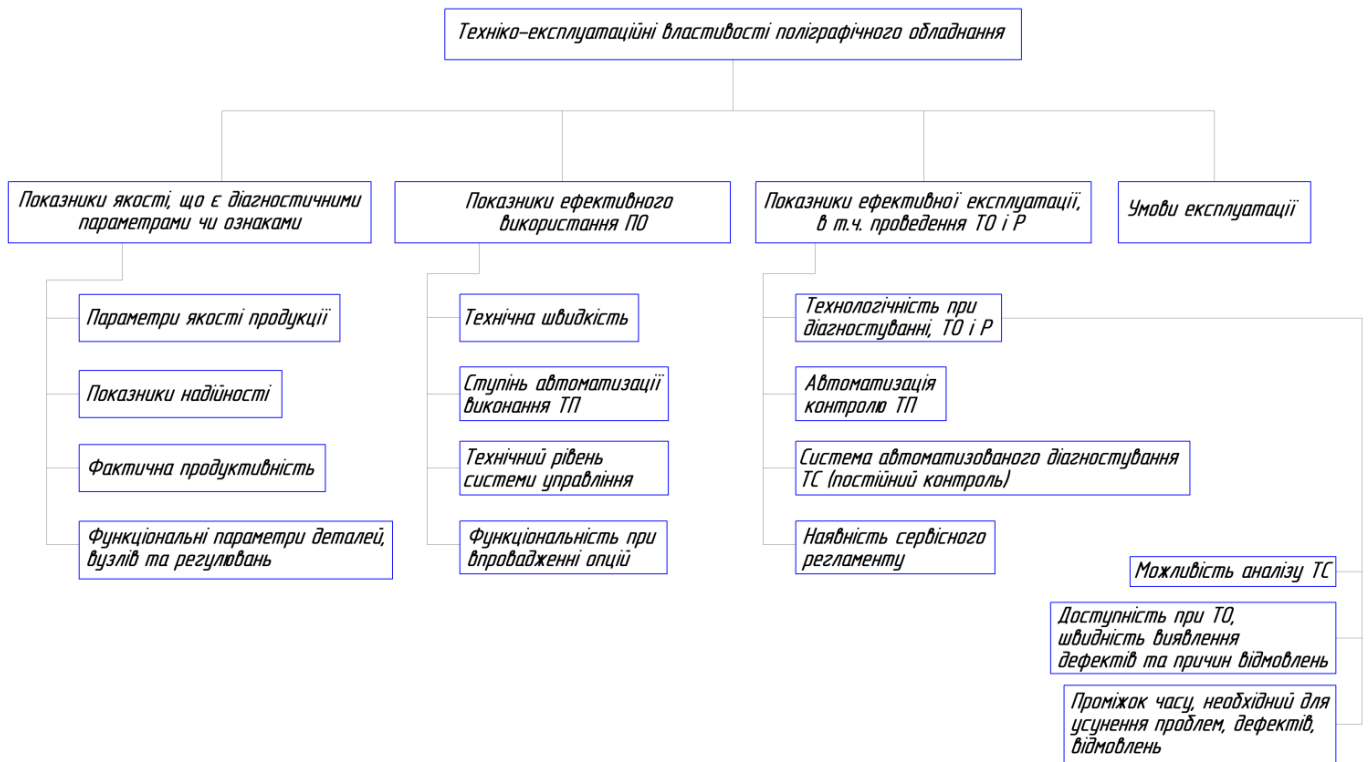 Техніко-експлуатаційні властивості поліграфічного обладнання
Показники якості, що є діагностичними
параметрами чи ознаками
Показники ефективного
використання ПО
Показники ефективної експлуатації,
в т.ч. проведення ТО і Р
Умови експлуатації
Параметри якості продукції
Показники надійності
Фактична продуктивність
Функціональні параметри деталей,
вузлів та регулювань
Технічна швидкість
Ступінь автоматизації
виконання ТП
Технічний рівень
системи управління
Функціональність при
впровадженні опцій
Технологічність при
діагностуванні, ТО і Р
Автоматизація
контролю ТП
Система автоматизованого діагностування
ТС (постійний контроль)
Наявність сервісного
регламенту
Можливість аналізу ТС
Доступність при ТО,
швидність виявлення
дефектів та причин відмовлень
Проміжок часу, необхідний для
усунення проблем, дефектів,
відмовлень